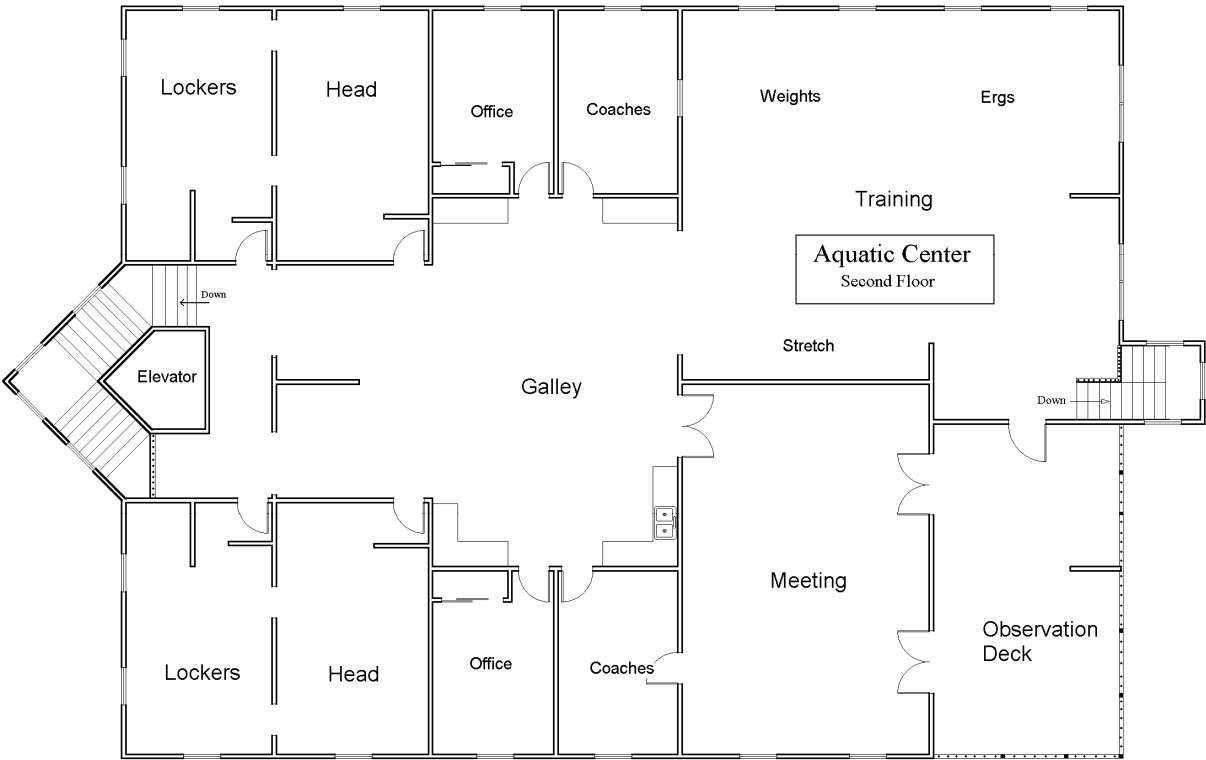 Lockers
Head
Office
Coaches
Weights
Ergs
Training
Aquatic Center
Second Floor
Down
Stretch
Elevator
Galley
Down
Meeting
Observation
Deck
Lockers
Head
Office
Coaches